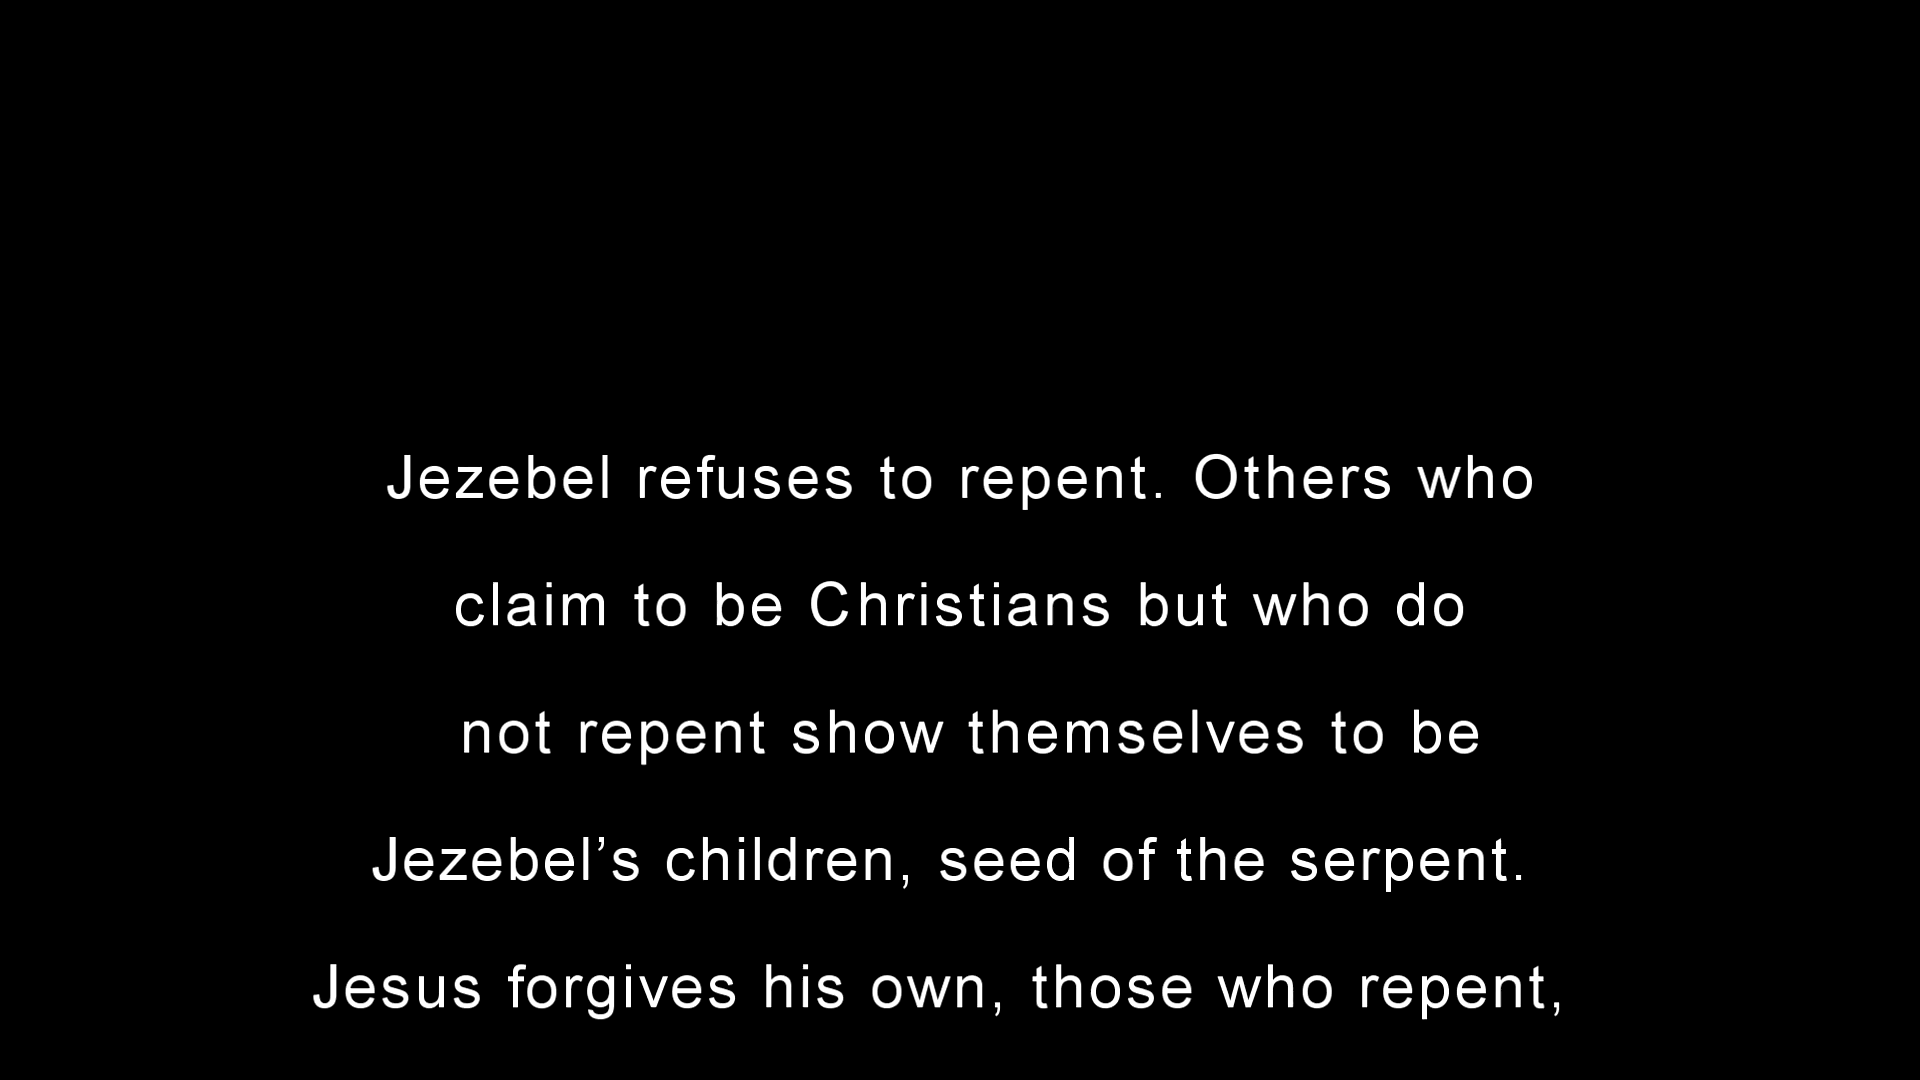 Jezebel refuses to repent. Others who
claim to be Christians but who do
not repent show themselves to be
Jezebel’s children, seed of the serpent.
Jesus forgives his own, those who repent,